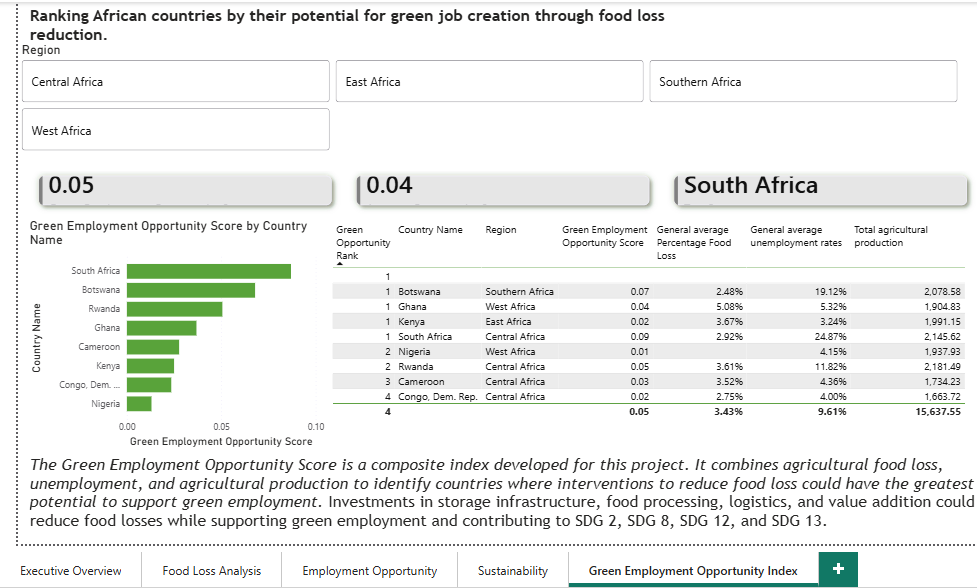 Ranking African countries by their potential for green job creation through food loss
reduction.
Region
Central Africa
East Africa
Southern Africa
West Africa
0.05
0.04
South Africa
Green Employment Opportunity Score by Country
Name
South Africa
Botswana
Rwanda
Ghana
Cameroon
Kenya
Congo, Dem. ...
Nigeria
Country Name
0.00 0.05 0.10
Green Employment Opportunity Score
Green Opportunity Rank Country Name Region Green Employment Opportunity Score General average Percentage Food Loss General average unemployment rates Total agricultural production
1
1 Botswana Southern Africa 0.07 2.48% 19.12% 2,078.58
1 Ghana West Africa 0.04 5.08% 5.32% 1,904.83
1 Kenya East Africa 0.02 3.67% 3.24% 1,991.15
1 South Africa Central Africa 0.09 2.92% 24.87% 2,145.62
2 Nigeria West Africa 0.01 4.15% 1,937.93
2 Rwanda Central Africa 0.05 3.61% 11.82% 2,181.49
3 Cameroon Central Africa 0.03 3.52% 4.36% 1,734.23
4 Congo, Dem. Rep. Central Africa 0.02 2.75% 4.00% 1,663.72
4 0.05 3.43% 9.61% 15,637.55
The Green Employment Opportunity Score is a composite index developed for this project. It combines agricultural food loss,
unemployment, and agricultural production to identify countries where interventions to reduce food loss could have the greatest
potential to support green employment. Investments in storage infrastructure, food processing, logistics, and value addition could
reduce food losses while supporting green employment and contributing to SDG 2, SDG 8, SDG 12, and SDG 13.
Executive Overview
Food Loss Analysis
Employment Opportunity
Sustainability
Green Employment Opportunity Index
+